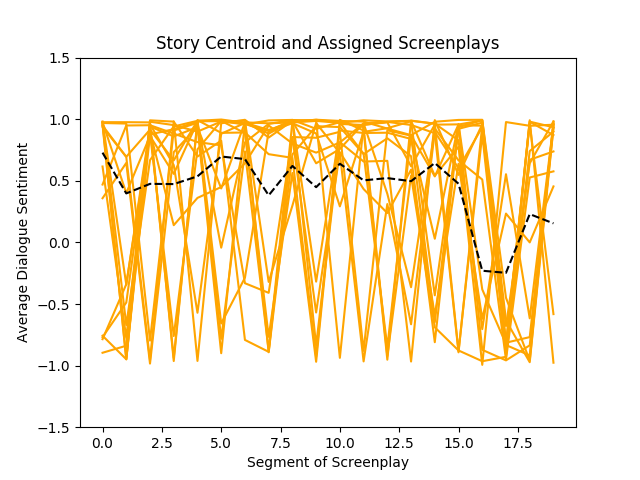 Story Centroid and Assigned Screenplays
1.5
1.0
0.5
0.0
−0.5
−1.0
−1.5
Average Dialogue Sentiment
0.0 2.5 5.0 7.5 10.0 12.5 15.0 17.5
Segment of Screenplay